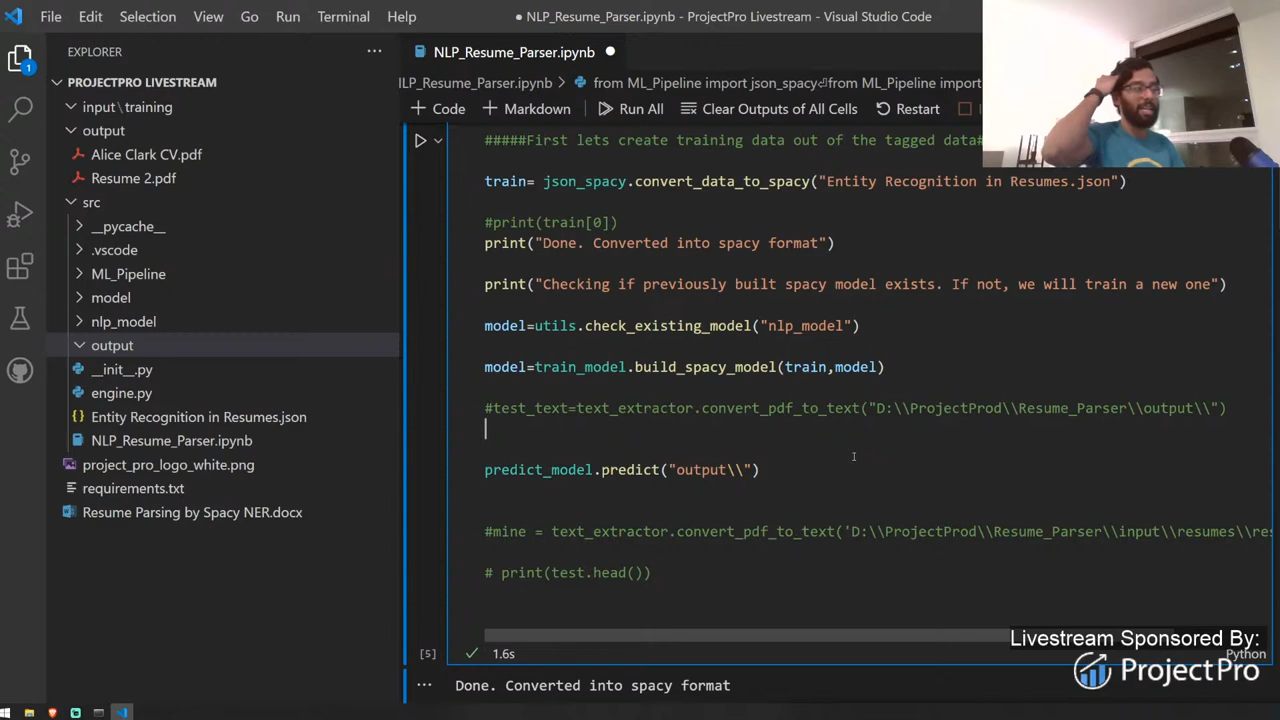 File Edit Selection View Go Run Terminal Help
● NLP_Resume_Parser.ipynb - ProjectPro Livestream - Visual Studio Code
EXPLORER
PROJECTPRO LIVESTREAM
input\training
output
Alice Clark CV.pdf
Resume 2.pdf
src
__pycache__
.vscode
ML_Pipeline
model
nlp_model
output
__init__.py
engine.py
Entity Recognition in Resumes.json
NLP_Resume_Parser.ipynb
project_pro_logo_white.png
requirements.txt
Resume Parsing by Spacy NER.docx
1
NLP_Resume_Parser.ipynb
NLP_Resume_Parser.ipynb > from ML_Pipeline import json_spacy⏎from ML_Pipeline import
+ Code + Markdown Run All Clear Outputs of All Cells Restart
#####First lets create training data out of the tagged data#
train= json_spacy.convert_data_to_spacy("Entity Recognition in Resumes.json")
#print(train[0])
print("Done. Converted into spacy format")
print("Checking if previously built spacy model exists. If not, we will train a new one")
model=utils.check_existing_model("nlp_model")
model=train_model.build_spacy_model(train,model)
#test_text=text_extractor.convert_pdf_to_text("D:\\ProjectProd\\Resume_Parser\\output\\")
predict_model.predict("output\\")
#mine = text_extractor.convert_pdf_to_text('D:\\ProjectProd\\Resume_Parser\\input\\resumes\\res
# print(test.head())
[5] 1.6s
Python
Done. Converted into spacy format
Livestream Sponsored By:
ProjectPro